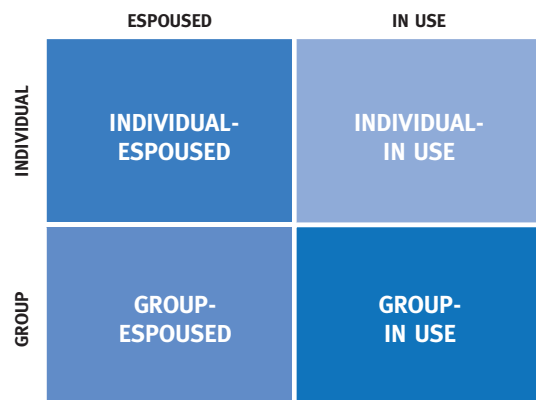 ESPOUSED IN USE
INDIVIDUAL
INDIVIDUAL-
ESPOUSED
INDIVIDUAL-
IN USE
GROUP
GROUP-
ESPOUSED
GROUP-
IN USE